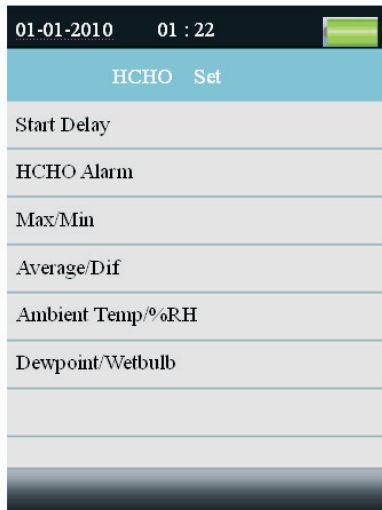 01-01-2010 01 : 22
HCHO Set
Start Delay
HCHO Alarm
Max/Min
Average/Dif
Ambient Temp/%RH
Dewpoint/Wetbulb